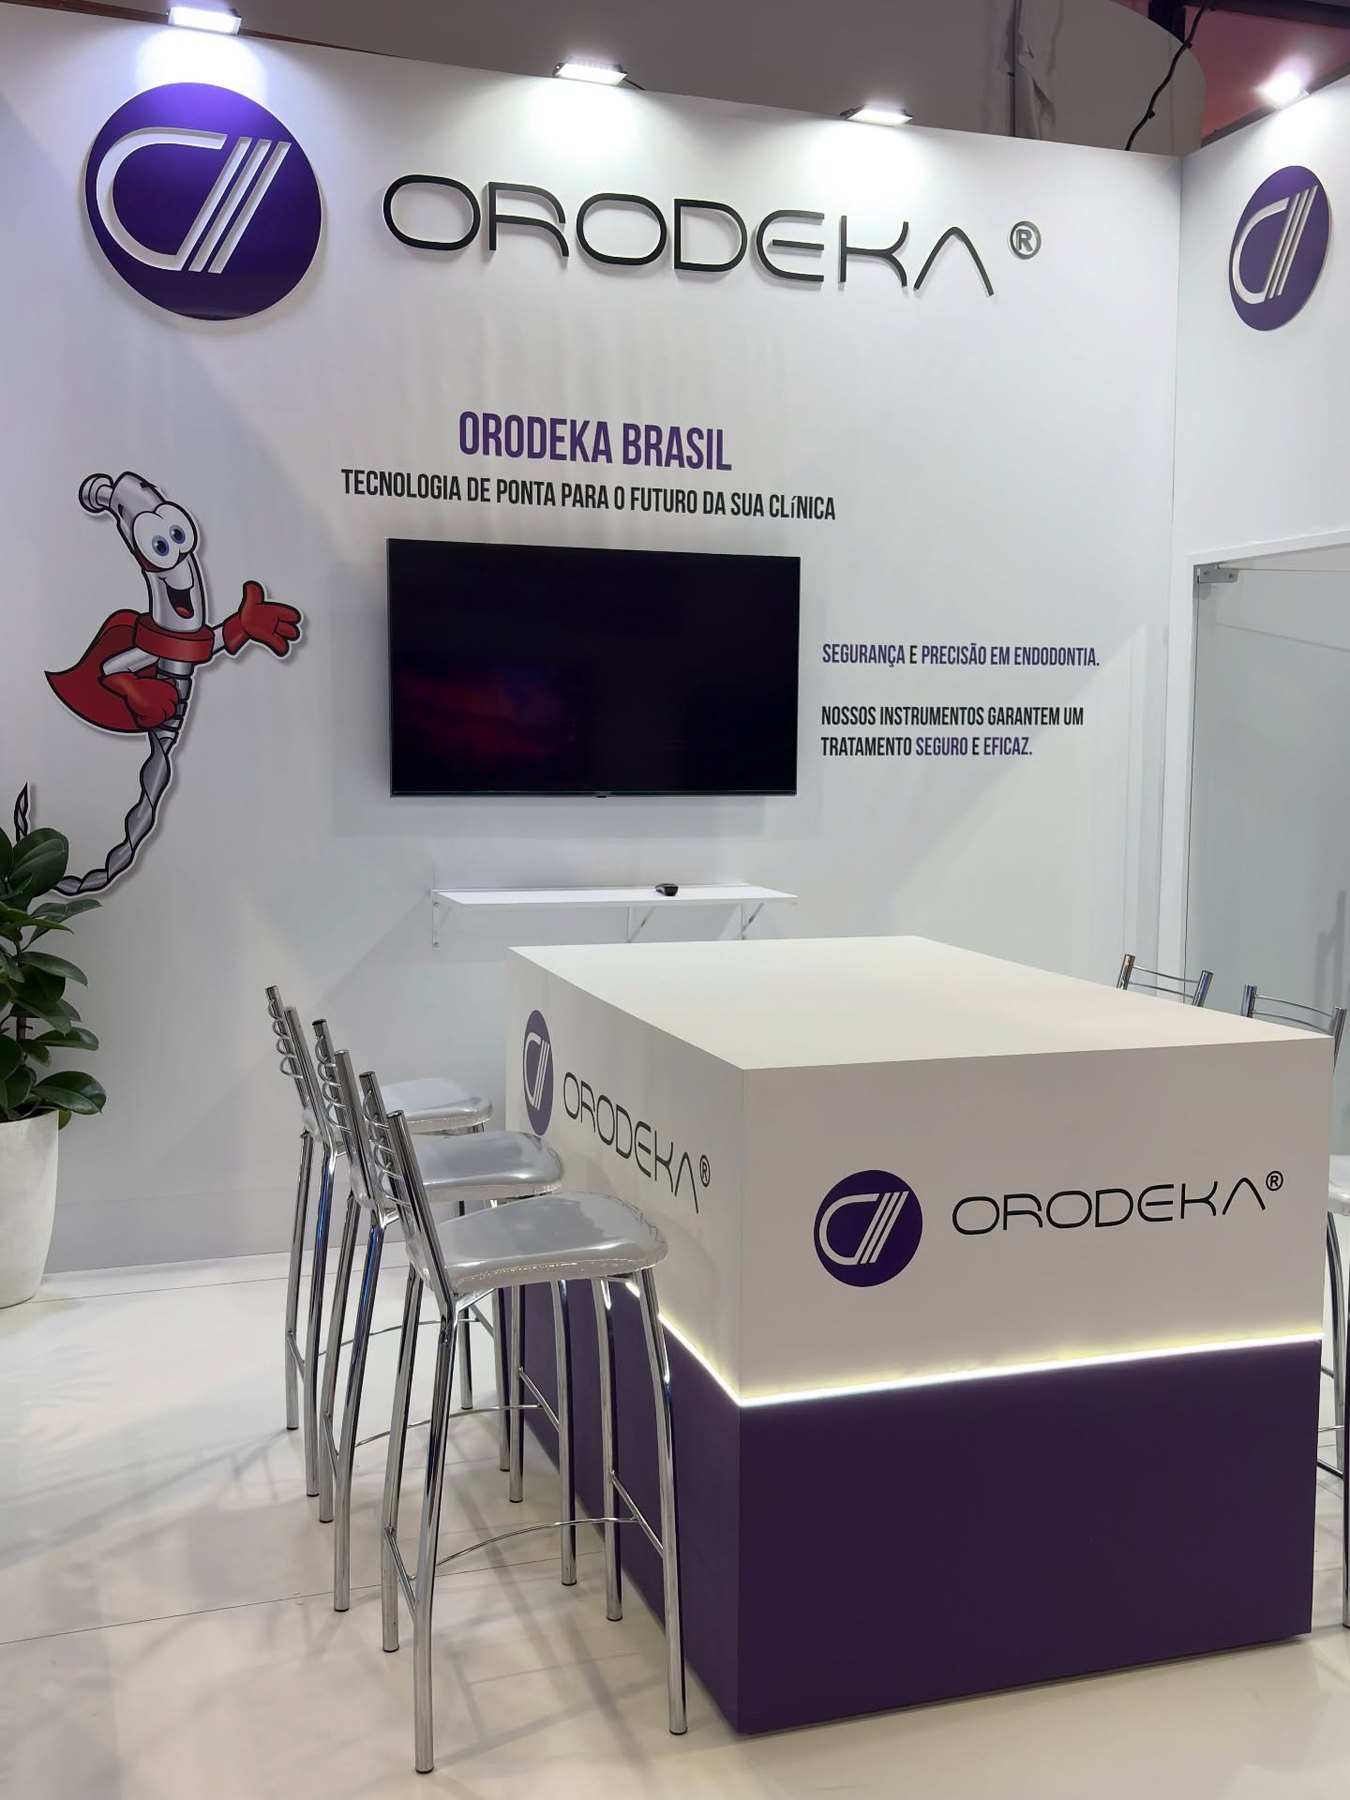 ORODEKA ®
ORODEKA BRASIL
TECNOLOGIA DE PONTA PARA O FUTURO DA SUA CLíNICA
SEGURANÇA E PRECISÃO EM ENDODONTIA.
NOSSOS INSTRUMENTOS GARANTEM UM
TRATAMENTO SEGURO E EFICAZ.
ORODEKA®
ORODEKA®